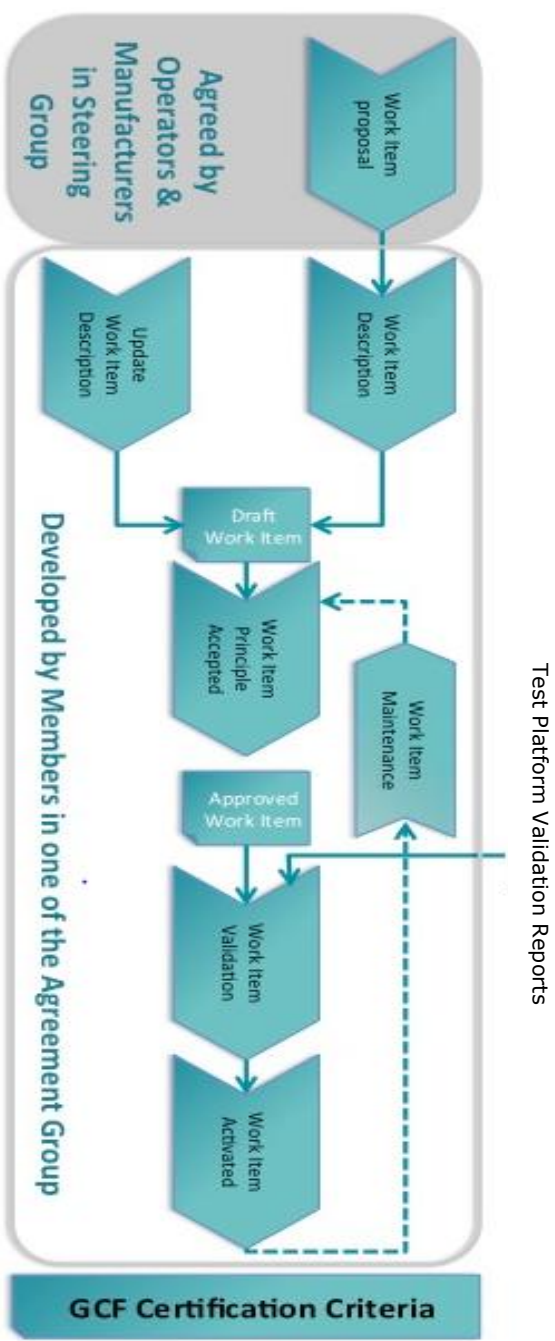 Test Platform Validation Reports
Work Item
proposal
Agreed by
Operators &
Manufacturers
in Steering
Group
Work Item
Description
Update
Work Item
Description
Draft
Work Item
Work Item
Principle
Accepted
Work Item
Maintenance
Approved
Work Item
Work Item
Validation
Work Item
Activated
Developed by Members in one of the Agreement Group
GCF Certification Criteria